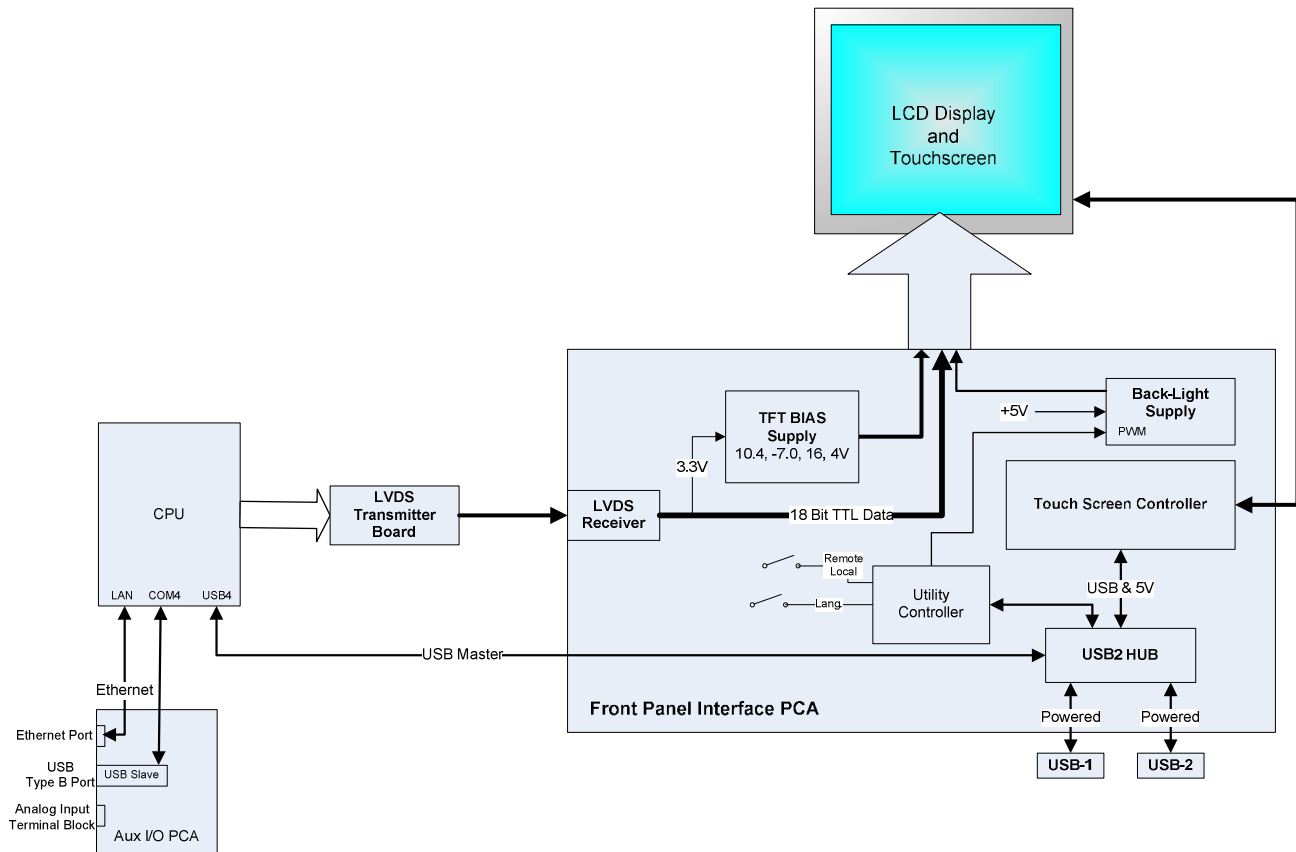 LCD Display
and
Touchscreen
Back-Light
Supply
PWM
+5V
TFT BIAS
Supply
10.4, -7.0, 16, 4V
3.3V
CPU
LAN
COM4
USB4
LVDS
Transmitter
Board
LVDS
Receiver
18 Bit TTL Data
Touch Screen Controller
Remote
Local
Lang.
Utility
Controller
USB & 5V
USB2 HUB
USB Master
Ethernet
Front Panel Interface PCA
Powered
Powered
USB-1
USB-2
Ethernet Port
USB
Type B Port
USB Slave
Analog Input
Terminal Block
Aux I/O PCA